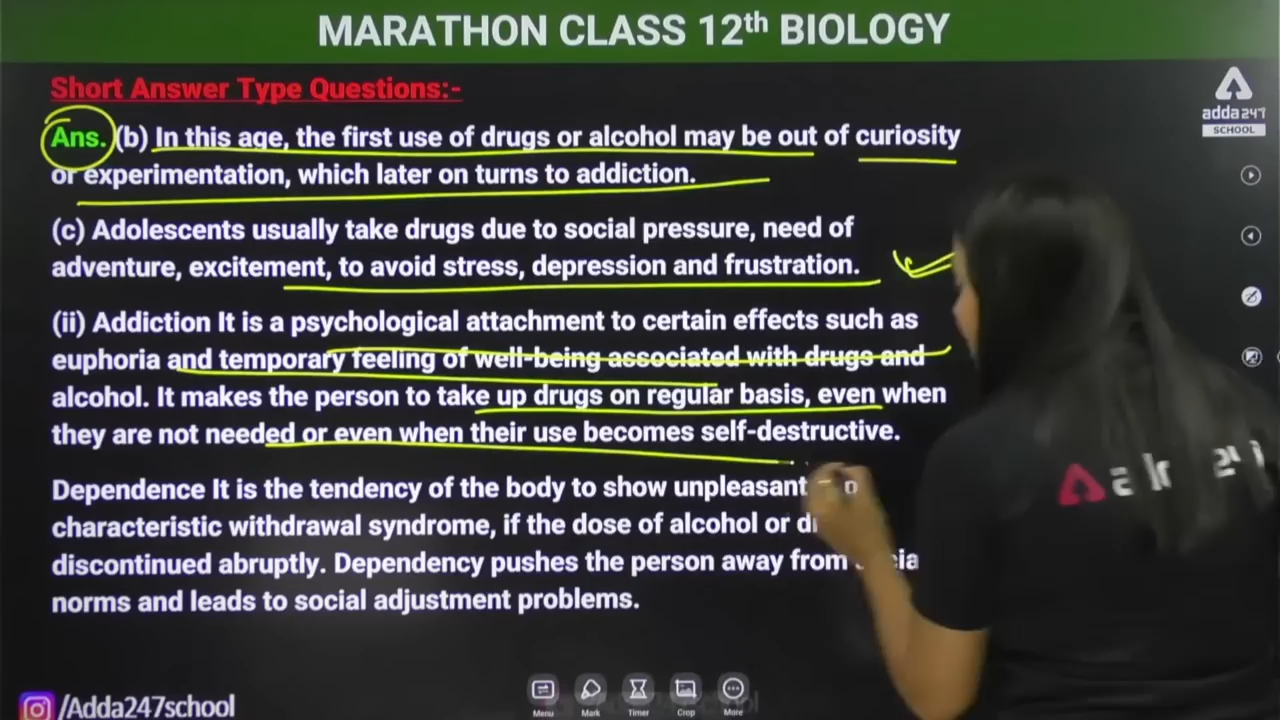 MARATHON CLASS 12th BIOLOGY
Short Answer Type Questions:-
Ans. (b) In this age, the first use of drugs or alcohol may be out of curiosity
or experimentation, which later on turns to addiction.
(c) Adolescents usually take drugs due to social pressure, need of
adventure, excitement, to avoid stress, depression and frustration.
(ii) Addiction It is a psychological attachment to certain effects such as
euphoria and temporary feeling of well-being associated with drugs and
alcohol. It makes the person to take up drugs on regular basis, even when
they are not needed or even when their use becomes self-destructive.
Dependence It is the tendency of the body to show unpleasant
characteristic withdrawal syndrome, if the dose of alcohol or
discontinued abruptly. Dependency pushes the person away from
norms and leads to social adjustment problems.
adda247
SCHOOL
Menu
Mark
Timer
Crop
More
/Adda247school